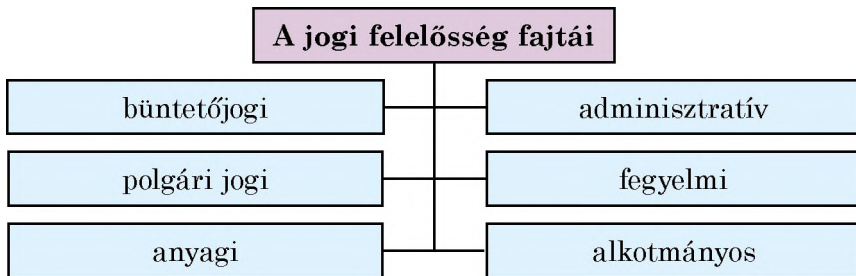 A jogi felelősség fajtái
büntetőjogi
adminisztratív
polgári jogi
fegyelmi
anyagi
alkotmányos